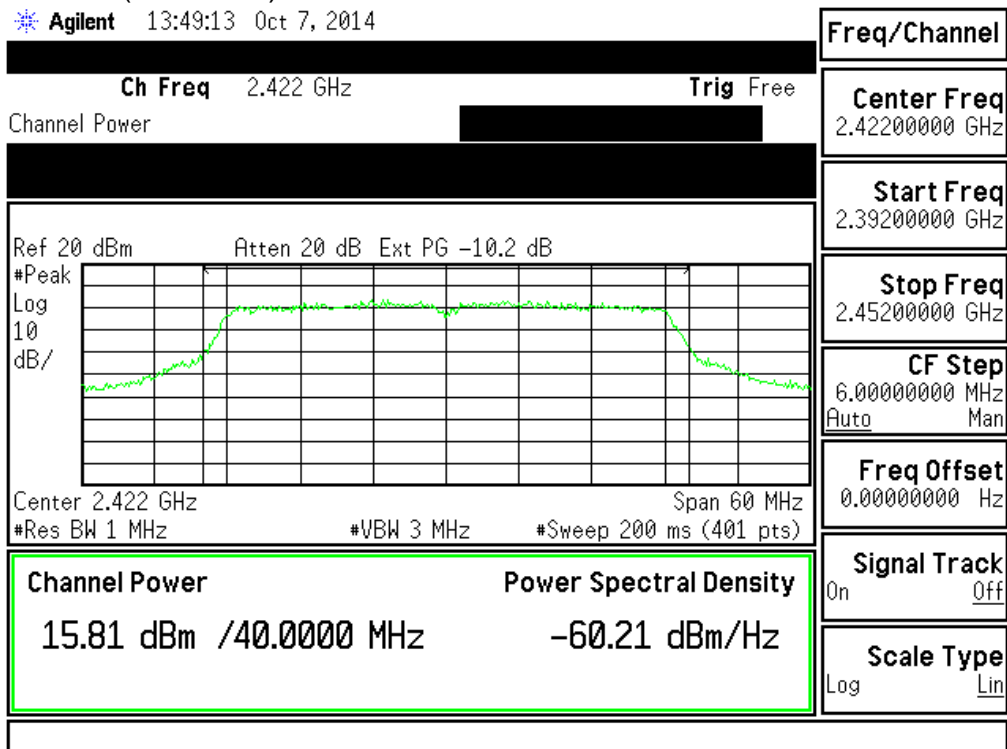 Agilent 13:49:13 Oct 7, 2014
Freq/Channel
Ch Freq 2.422 GHz Trig Free
Channel Power
Center Freq
2.42200000 GHz
Start Freq
2.39200000 GHz
Stop Freq
2.45200000 GHz
CF Step
6.00000000 MHz
Auto Man
Freq Offset
0.00000000 Hz
Signal Track
On Off
Scale Type
Log Lin
Ref 20 dBm Atten 20 dB Ext PG -10.2 dB
#Peak
Log
10
dB/
Center 2.422 GHz Span 60 MHz
#Res BW 1 MHz #VBW 3 MHz #Sweep 200 ms (401 pts)
Channel Power Power Spectral Density
15.81 dBm /40.0000 MHz -60.21 dBm/Hz